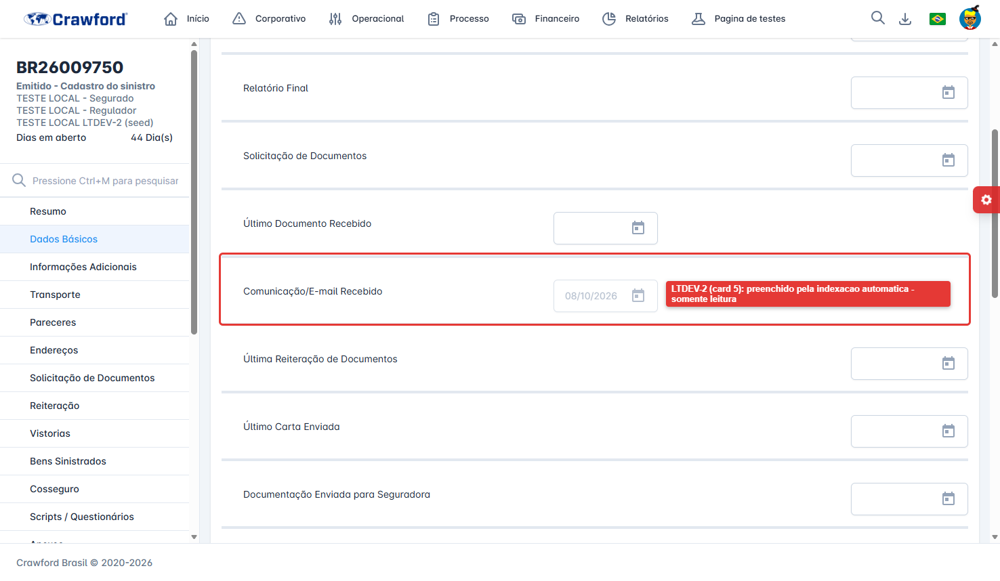 Crawford
Início
Corporativo
Operacional
Processo
Financeiro
Relatórios
Pagina de testes
BR26009750
Emitido - Cadastro do sinistro
TESTE LOCAL - Segurado
TESTE LOCAL - Regulador
TESTE LOCAL LTDEV-2 (seed)
Dias em aberto 44 Dia(s)
Pressione Ctrl+M para pesquisar
Resumo
Dados Básicos
Informações Adicionais
Transporte
Pareceres
Endereços
Solicitação de Documentos
Reiteração
Vistorias
Bens Sinistrados
Cosseguro
Scripts / Questionários
Relatório Final
Solicitação de Documentos
Último Documento Recebido
Comunicação/E-mail Recebido
08/10/2026
LTDEV-2 (card 5): preenchido pela indexacao automatica -
somente leitura
Última Reiteração de Documentos
Último Carta Enviada
Documentação Enviada para Seguradora
Crawford Brasil © 2020-2026